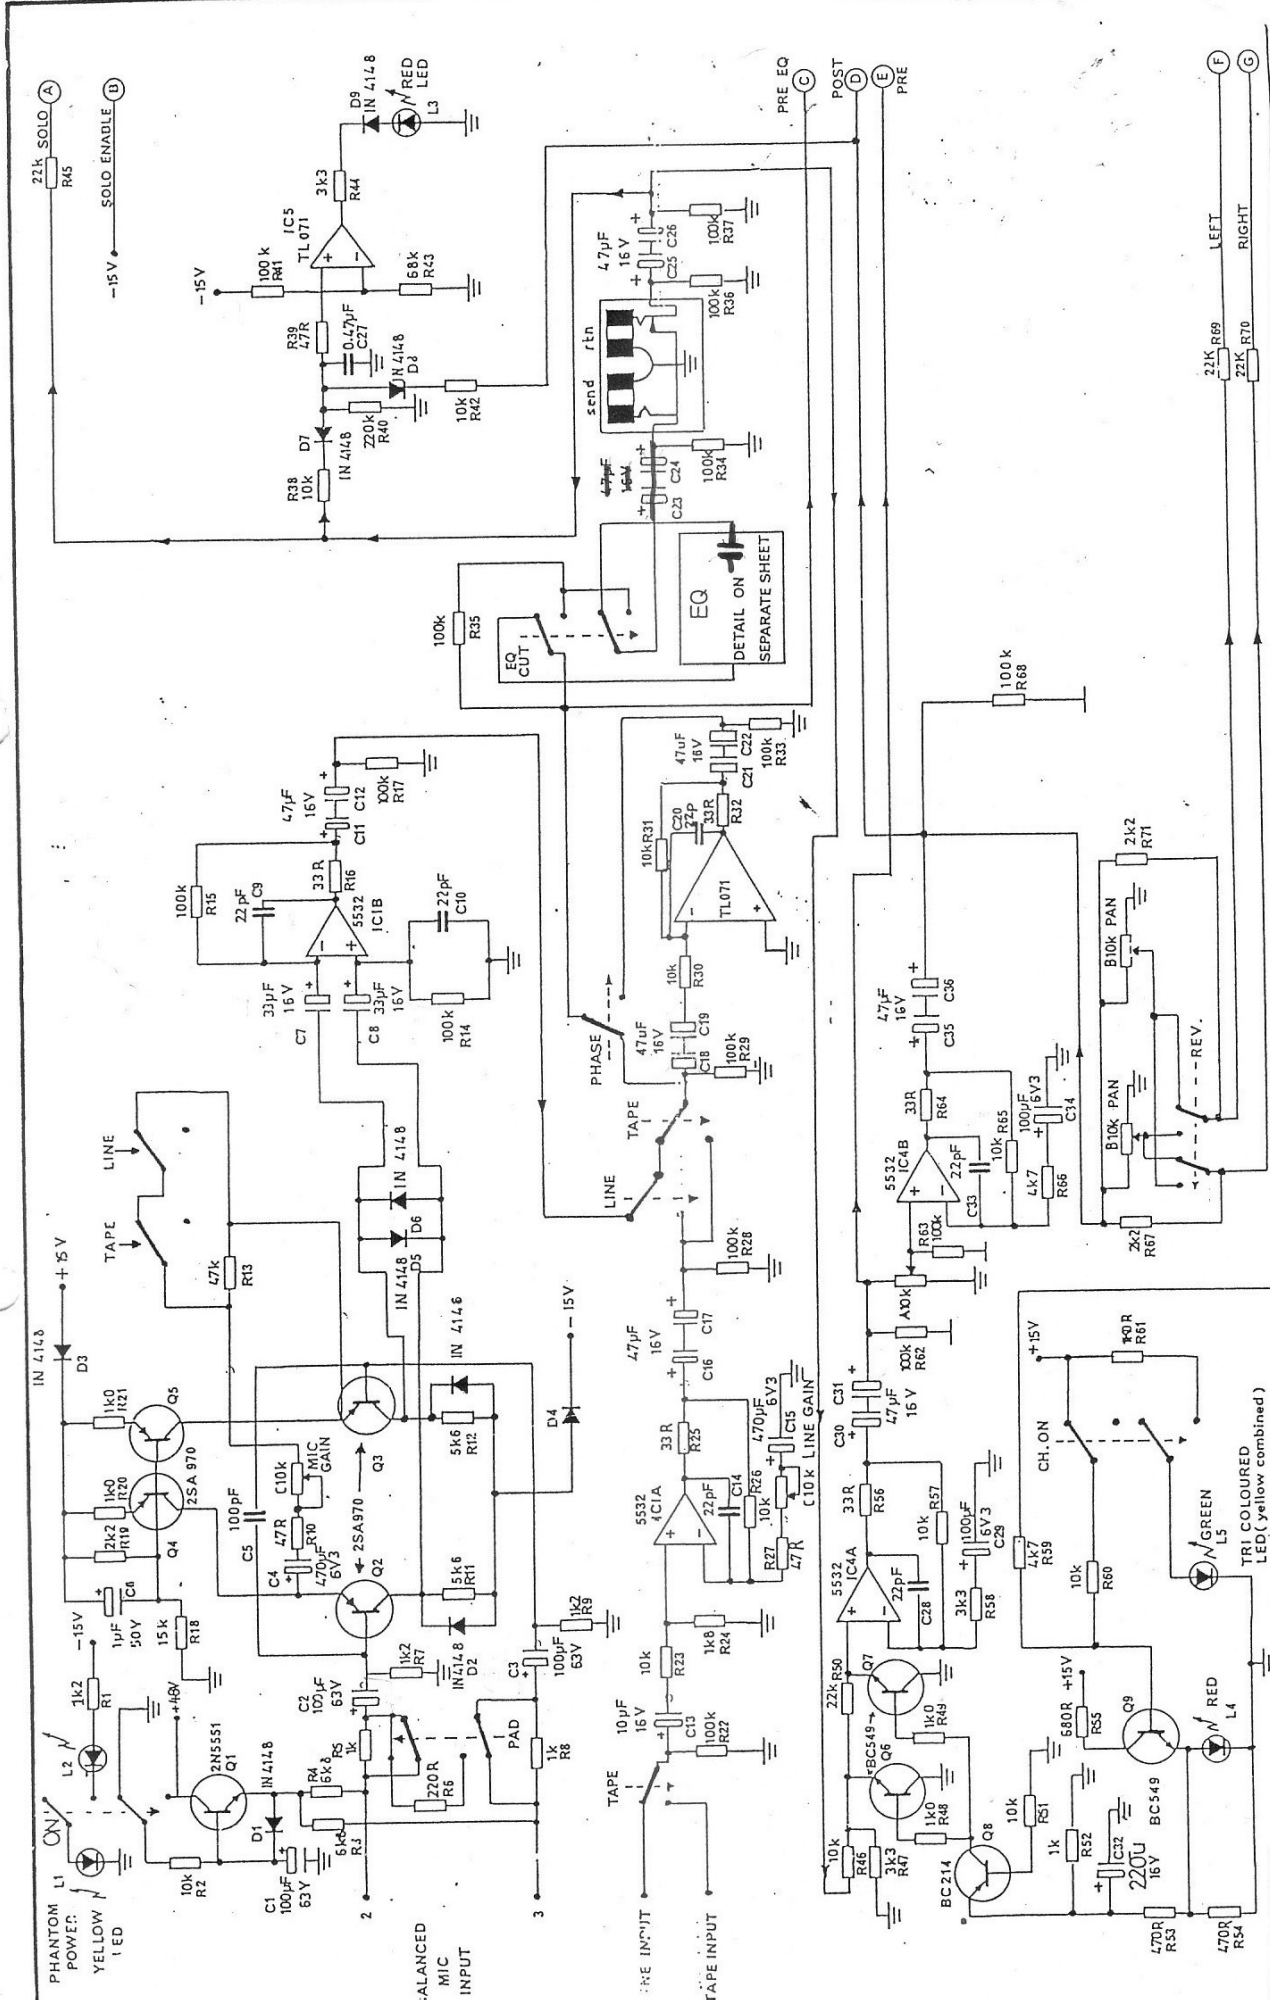 PHANTOM
POWER
YELLOW
ON
L1
L2
1k2
R1
-15V
+48V
10k
R2
2N5551
Q1
IN 4148
D1
C1
100µF
63V
R4
6k8
R3
R5
1k
220R
R6
PAD
1k
R8
2
3
MIC
INPUT
C2
100µF
63V
1k2
R7
IN4148
D2
C3
100µF
63V
1k2
R9
1µF
50V
C6
15k
R18
2k2
R19
1k0
R20
1k0
R21
Q4
Q5
2SA 970
IN 4148
D3
+15V
100pF
C5
C4
470µF
6V3
47R
R10
C10k
MIC
GAIN
2SA970
Q2
Q3
5k6
R11
5k6
R12
D4
-15V
TAPE
LINE
47k
R13
IN 4148
D5
D6
IN 4148
C7
33µF
16V
C8
33µF
16V
100k
R14
100k
R15
22pF
C9
22pF
C10
5532
IC1B
33R
R16
47µF
16V
C11
C12
100k
R17
TAPE
TAPE INPUT
10µF
16V
C13
100k
R22
10k
R23
1k8
R24
5532
IC1A
33R
R25
22pF
C14
10k
R26
R27
47R
470µF
6V3
C15
LINE GAIN
47µF
16V
C16
C17
100k
R28
LINE
TAPE
PHASE
100k
R29
47uF
16V
C18
C19
10k
R30
TL071
10k R31
C20
22P
33R
R32
47uF
16V
C21
C22
100k
R33
100k
R35
EQ
CUT
EQ
DETAIL ON
SEPARATE SHEET
C23
C24
100k
R34
send
rtn
47µF
16V
C25
C26
100k
R36
100k
R37
R38
10k
D7
IN 4148
220k
R40
IN 4148
10k
R42
R39
47R
0.47µF
C27
-15V
100k
R41
68k
R43
IC5
TL071
3k3
R44
D9
IN 4148
RED
LED
L3
22k
R45
SOLO
A
-15V
SOLO ENABLE
B
PRE EQ
C
POST
D
E
PRE
10k
R46
3k3
R47
22k
R50
BC549
Q6
Q7
1k0
R48
1k0
R49
Q8
BC214
10k
R51
1k
R52
C32
220u
16V
470R
R53
470R
R54
680R
R55
+15V
Q9
BC549
RED
L4
5532
IC4A
22pF
C28
33R
R56
10k
R57
3k3
R58
100µF
6V3
C29
C30
C31
47µF
16V
100k
R62
A10k
R63
100k
5532
IC4B
22pF
C33
33R
R64
10k
R65
4k7
R66
100µF
6V3
C34
47µF
16V
C35
C36
100k
R68
4k7
R59
10k
R60
CH. ON
+15V
R61
GREEN
L5
TRI COLOURED
LED (yellow combined)
2k2
R67
B10k PAN
B10k PAN
REV.
2k2
R71
22K
R69
LEFT
F
22K
R70
RIGHT
G